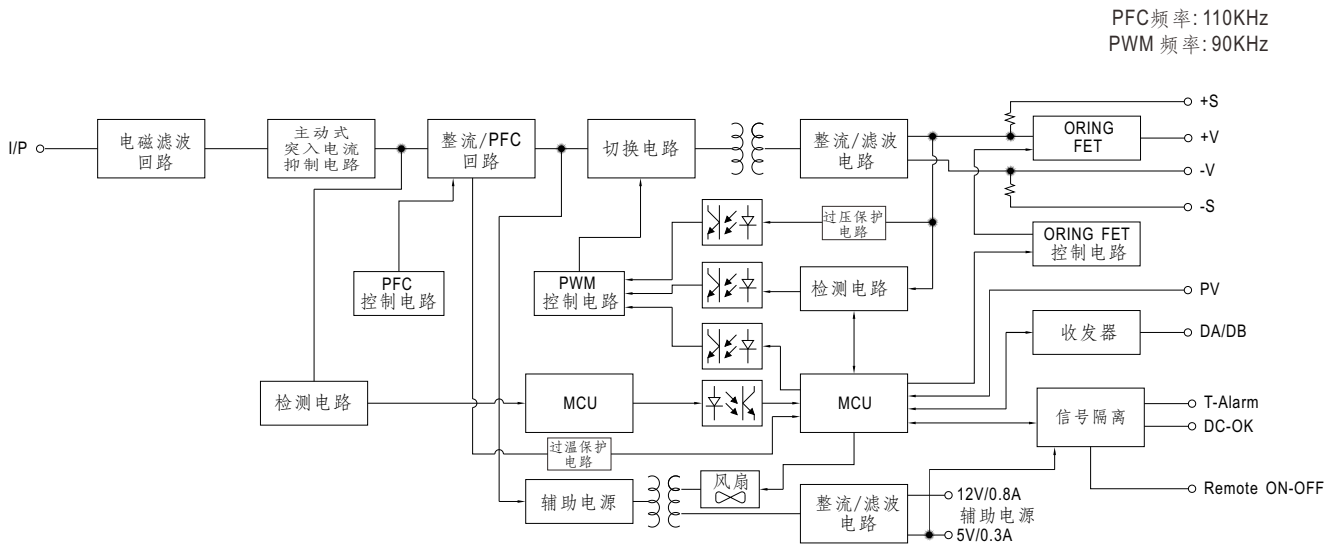 PFC频率: 110KHz
PWM 频率: 90KHz
I/P
电磁滤波
回路
主动式
突入电流
抑制电路
整流/PFC
回路
切换电路
整流/滤波
电路
ORING
FET
+S
+V
-V
-S
过压保护
电路
ORING FET
控制电路
PFC
控制电路
PWM
控制电路
检测电路
PV
收发器
DA/DB
检测电路
MCU
MCU
信号隔离
T-Alarm
DC-OK
过温保护
电路
辅助电源
风扇
整流/滤波
电路
12V/0.8A
辅助电源
5V/0.3A
Remote ON-OFF